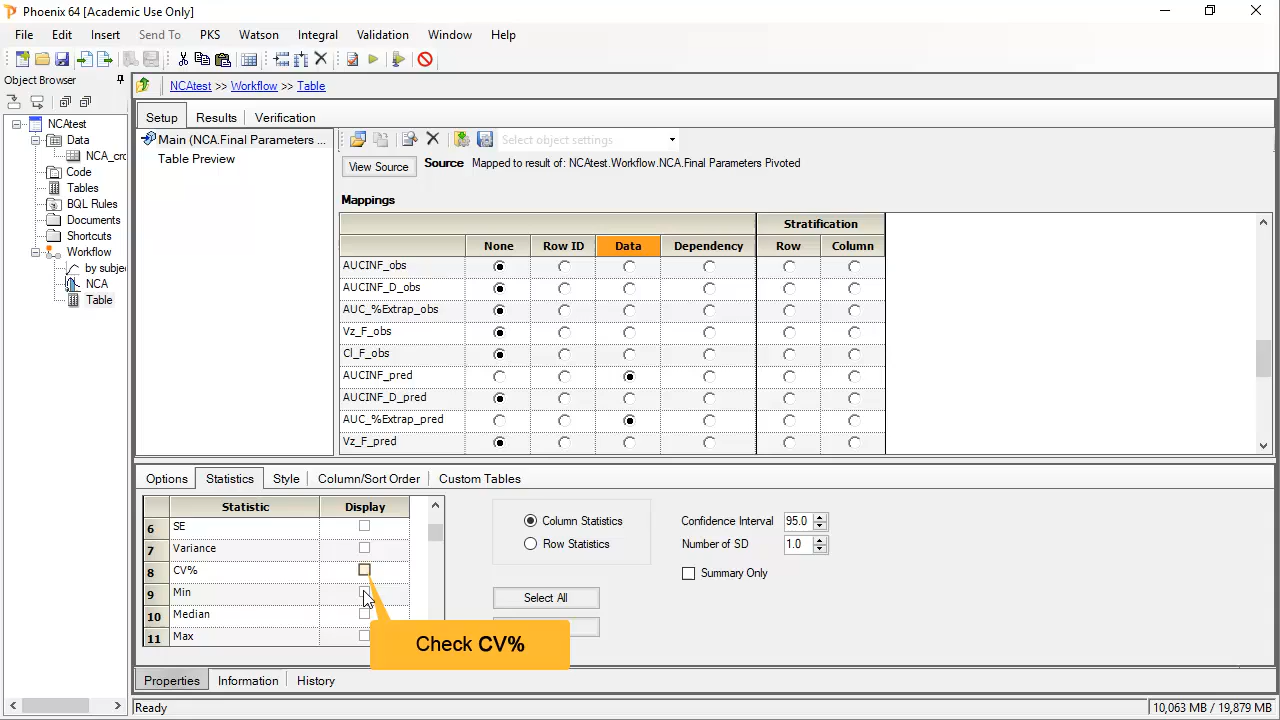 Phoenix 64 [Academic Use Only]
File Edit Insert Send To PKS Watson Integral Validation Window Help
Object Browser
NCAtest >> Workflow >> Table
Setup Results Verification
NCAtest
Data
NCA_cro
Code
Tables
BQL Rules
Documents
Shortcuts
Workflow
by subje
NCA
Table
Main (NCA.Final Parameters ...
Table Preview
Select object settings
View Source Source Mapped to result of: NCAtest.Workflow.NCA.Final Parameters Pivoted
Mappings
Stratification
None Row ID Data Dependency Row Column
AUCINF_obs
AUCINF_D_obs
AUC_%Extrap_obs
Vz_F_obs
Cl_F_obs
AUCINF_pred
AUCINF_D_pred
AUC_%Extrap_pred
Vz_F_pred
Options Statistics Style Column/Sort Order Custom Tables
Statistic Display
6 SE
7 Variance
8 CV%
9 Min
10 Median
11 Max
Column Statistics
Row Statistics
Select All
Confidence Interval 95.0
Number of SD 1.0
Summary Only
Check CV%
Properties Information History
Ready 10,063 MB / 19,879 MB